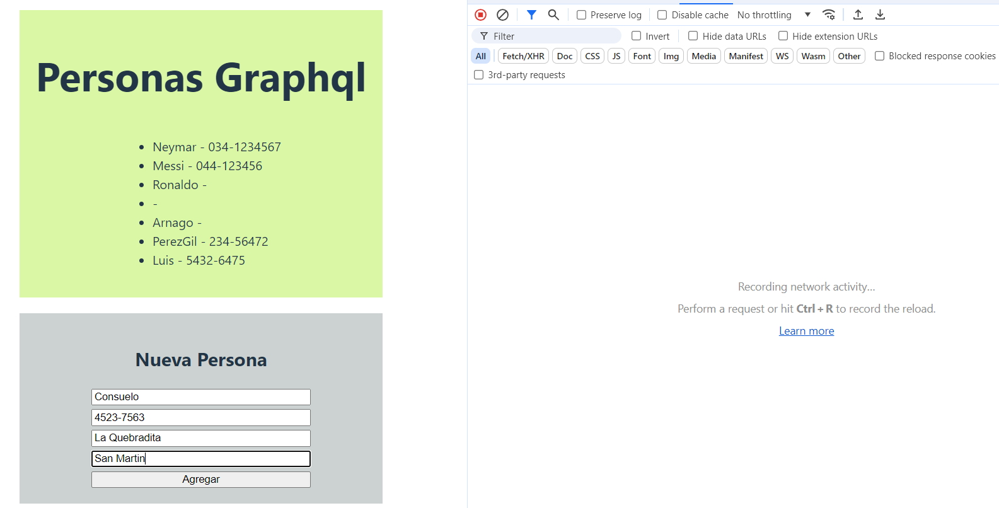 Personas Graphql
• Neymar - 034-1234567
• Messi - 044-123456
• Ronaldo -
• -
• Arnago -
• PerezGil - 234-56472
• Luis - 5432-6475
Nueva Persona
Consuelo
4523-7563
La Quebradita
San Martin
Agregar
Preserve log Disable cache No throttling
Filter Invert Hide data URLs Hide extension URLs
All Fetch/XHR Doc CSS JS Font Img Media Manifest WS Wasm Other Blocked response cookies
3rd-party requests
Recording network activity...
Perform a request or hit Ctrl + R to record the reload.
Learn more